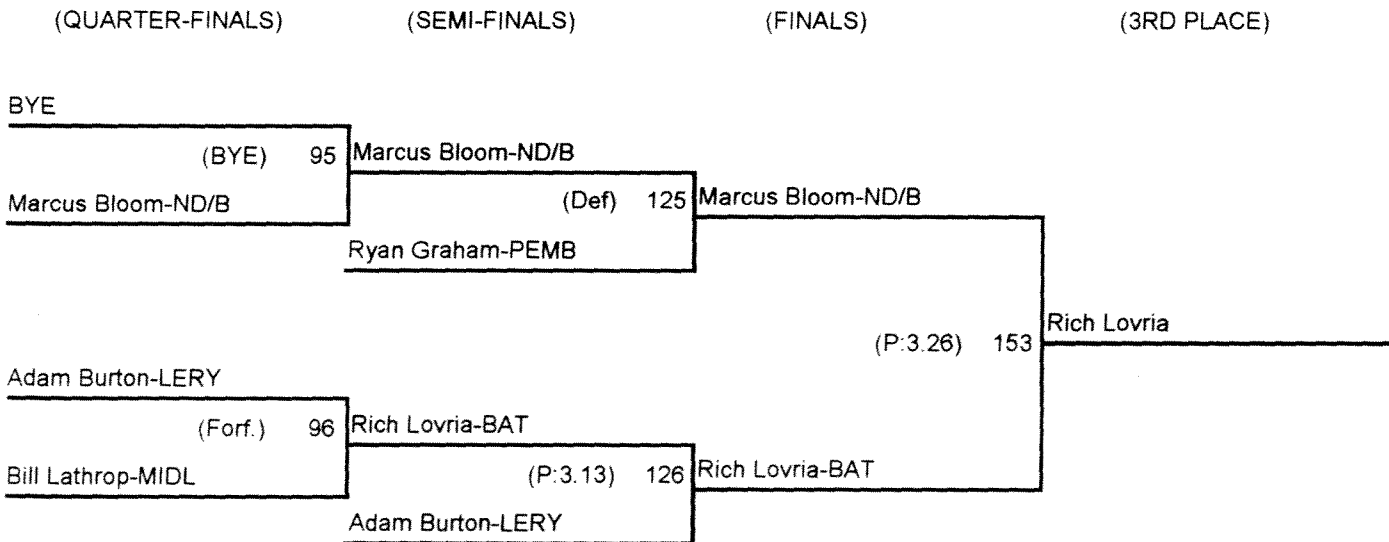 (QUARTER-FINALS) (SEMI-FINALS) (FINALS) (3RD PLACE)
BYE
(BYE) 95 Marcus Bloom-ND/B
Marcus Bloom-ND/B
(Def) 125 Marcus Bloom-ND/B
Ryan Graham-PEMB
(P:3.26) 153 Rich Lovria
Adam Burton-LERY
(Forf.) 96 Rich Lovria-BAT
Bill Lathrop-MIDL
(P:3.13) 126 Rich Lovria-BAT
Adam Burton-LERY